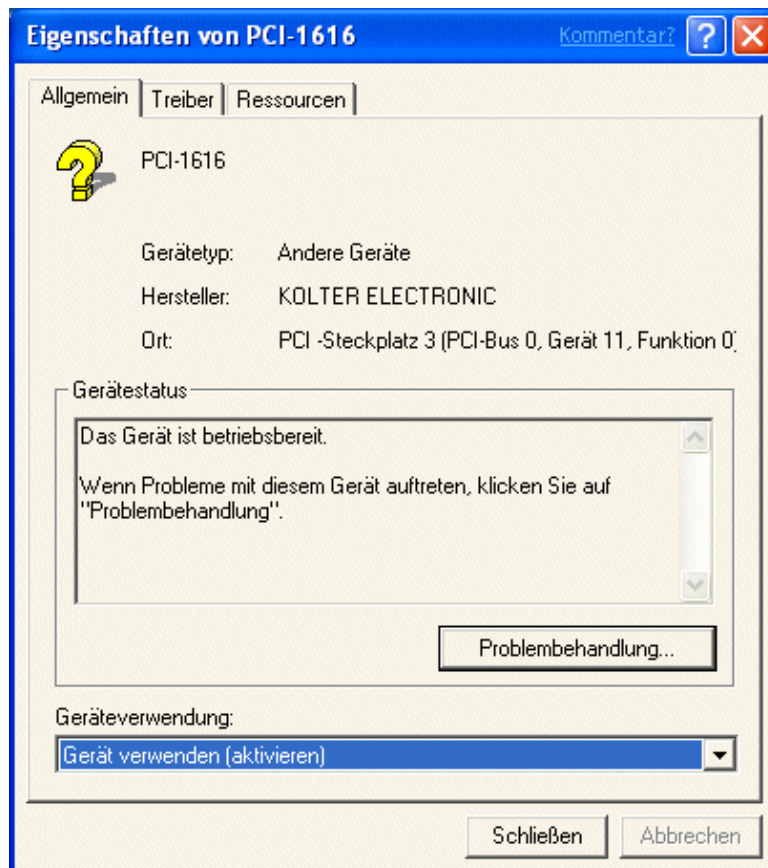 Eigenschaften von PCI-1616
Kommentar?
Allgemein
Treiber
Ressourcen
PCI-1616
Gerätetyp: Andere Geräte
Hersteller: KOLTER ELECTRONIC
Ort: PCI -Steckplatz 3 (PCI-Bus 0, Gerät 11, Funktion 0)
Gerätestatus
Das Gerät ist betriebsbereit.
Wenn Probleme mit diesem Gerät auftreten, klicken Sie auf
"Problembehandlung".
Problembehandlung...
Geräteverwendung:
Gerät verwenden (aktivieren)
Schließen
Abbrechen